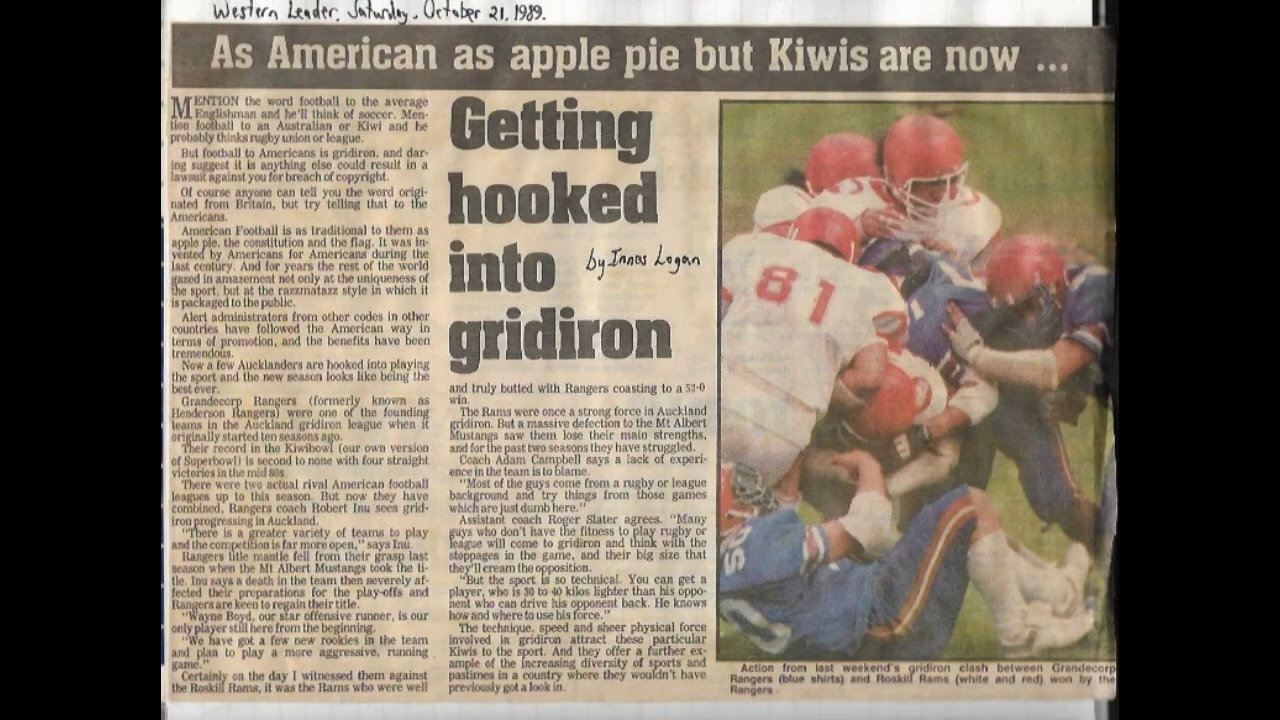 Western Leader, Saturday, October 21, 1989.
As American as apple pie but Kiwis are now ...
MENTION the word football to the average
Englishman and he'll think of soccer. Men-
tion football to an Australian or Kiwi and he
probably thinks rugby union or league.
But football to Americans is gridiron, and dar-
ing suggest it is anything else could result in a
lawsuit against you for breach of copyright.
Of course anyone can tell you the word origi-
nated from Britain, but try telling that to the
Americans.
American Football is as traditional to them as
apple pie, the constitution and the flag. It was in-
vented by Americans for Americans during the
last century. And for years the rest of the world
gazed in amazement not only at the uniqueness of
the sport, but at the razzmatazz style in which it
is packaged to the public.
Alert administrators from other codes in other
countries have followed the American way in
terms of promotion, and the benefits have been
tremendous.
Now a few Aucklanders are hooked into playing
the sport and the new season looks like being the
best ever.
Grandecorp Rangers (formerly known as
Henderson Rangers) were one of the founding
teams in the Auckland gridiron league when it
originally started ten seasons ago.
Their record in the Kiwibowl (our own version
of Superbowl) is second to none with four straight
victories in the mid 80s.
There were two actual rival American football
leagues up to this season. But now they have
combined, Rangers coach Robert Inu sees grid-
iron progressing in Auckland.
"There is a greater variety of teams to play
and the competition is far more open," says Inu.
Rangers title mantle fell from their grasp last
season when the Mt Albert Mustangs took the ti-
tle. Inu says a death in the team then severely af-
fected their preparations for the play-offs and
Rangers are keen to regain their title.
"Wayne Boyd, our star offensive runner, is our
only player still here from the beginning.
"We have got a few new rookies in the team
and plan to play a more aggressive, running
game."
Certainly on the day I witnessed them against
the Roskill Rams, it was the Rams who were well
Getting
hooked
into
gridiron
by Innes Logan
and truly butted with Rangers coasting to a 53-0
win.
The Rams were once a strong force in Auckland
gridiron. But a massive defection to the Mt Albert
Mustangs saw them lose their main strengths,
and for the past two seasons they have struggled.
Coach Adam Campbell says a lack of experi-
ence in the team is to blame.
"Most of the guys come from a rugby or league
background and try things from those games
which are just dumb here."
Assistant coach Roger Slater agrees. "Many
guys who don't have the fitness to play rugby or
league will come to gridiron and think with the
stoppages in the game, and their big size that
they'll cream the opposition.
"But the sport is so technical. You can get a
player, who is 30 to 40 kilos lighter than his oppo-
nent who can drive his opponent back. He knows
how and where to use his force."
The technique, speed and sheer physical force
involved in gridiron attract these particular
Kiwis to the sport. And they offer a further ex-
ample of the increasing diversity of sports and
pastimes in a country where they wouldn't have
previously got a look in.
81
Action from last weekend's gridiron clash between Grandecorp
Rangers (blue shirts) and Roskill Rams (white and red) won by the
Rangers